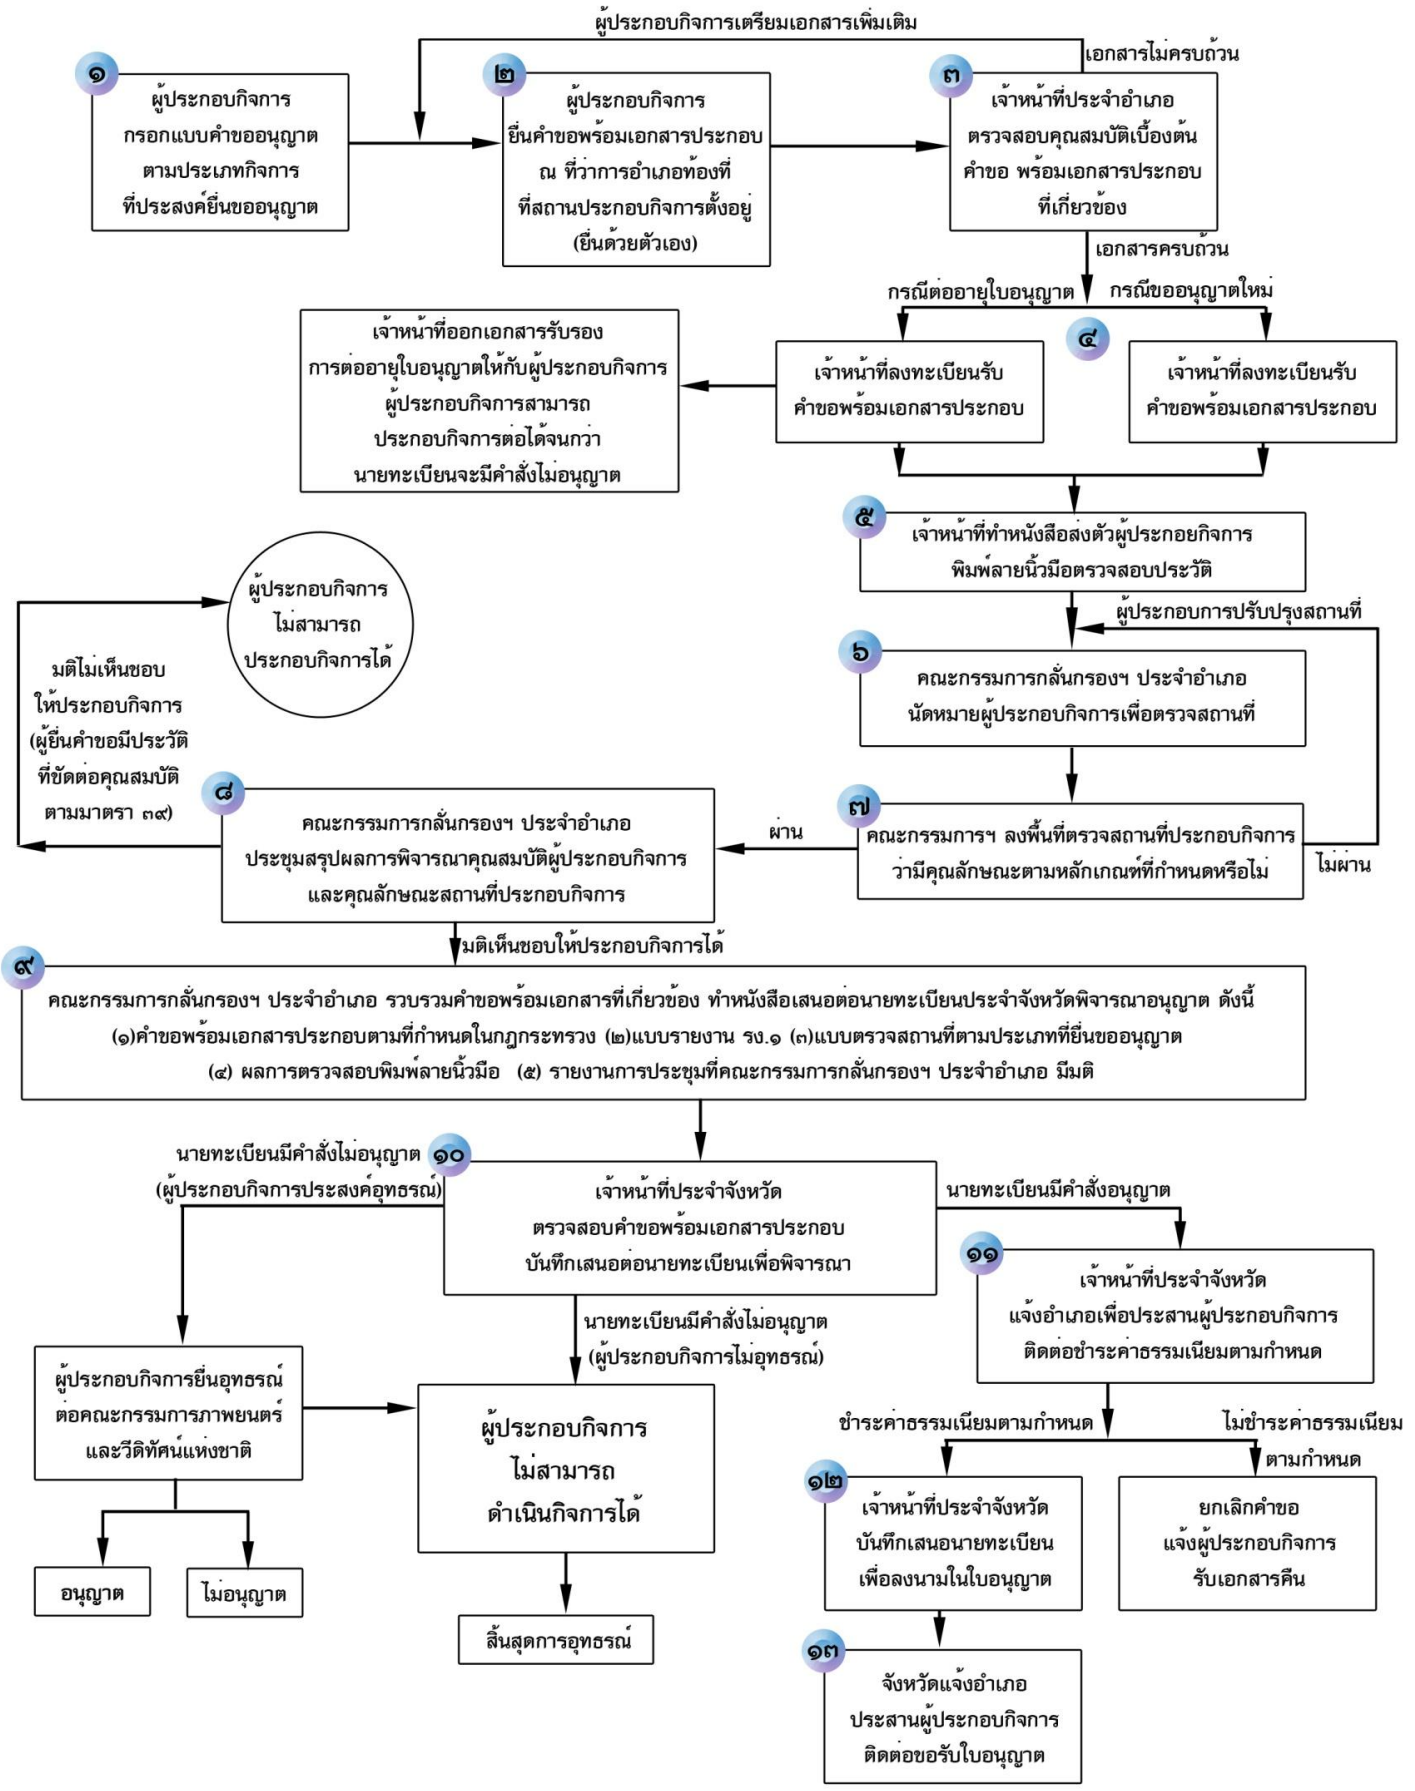 ผู้ประกอบกิจการเตรียมเอกสารเพิ่มเติม
เอกสารไม่ครบถ้วน
๑
ผู้ประกอบกิจการ
กรอกแบบคำขออนุญาต
ตามประเภทกิจการ
ที่ประสงค์ยื่นขออนุญาต
๒
ผู้ประกอบกิจการ
ยื่นคำขอพร้อมเอกสารประกอบ
ณ ที่ว่าการอำเภอท้องที่
ที่สถานประกอบกิจการตั้งอยู่
(ยื่นด้วยตัวเอง)
๓
เจ้าหน้าที่ประจำอำเภอ
ตรวจสอบคุณสมบัติเบื้องต้น
คำขอ พร้อมเอกสารประกอบ
ที่เกี่ยวข้อง
เอกสารครบถ้วน
กรณีต่ออายุใบอนุญาต
กรณีขออนุญาตใหม่
๔
เจ้าหน้าที่ออกเอกสารรับรอง
การต่ออายุใบอนุญาตให้กับผู้ประกอบกิจการ
ผู้ประกอบกิจการสามารถ
ประกอบกิจการต่อได้จนกว่า
นายทะเบียนจะมีคำสั่งไม่อนุญาต
เจ้าหน้าที่ลงทะเบียนรับ
คำขอพร้อมเอกสารประกอบ
เจ้าหน้าที่ลงทะเบียนรับ
คำขอพร้อมเอกสารประกอบ
๕
เจ้าหน้าที่ทำหนังสือส่งตัวผู้ประกอยกิจการ
พิมพ์ลายนิ้วมือตรวจสอบประวัติ
ผู้ประกอบการปรับปรุงสถานที่
๖
คณะกรรมการกลั่นกรองฯ ประจำอำเภอ
นัดหมายผู้ประกอบกิจการเพื่อตรวจสถานที่
ผู้ประกอบกิจการ
ไม่สามารถ
ประกอบกิจการได้
มติไม่เห็นชอบ
ให้ประกอบกิจการ
(ผู้ยื่นคำขอมีประวัติ
ที่ขัดต่อคุณสมบัติ
ตามมาตรา ๓๙)
๗
คณะกรรมการฯ ลงพื้นที่ตรวจสถานที่ประกอบกิจการ
ว่ามีคุณลักษณะตามหลักเกณฑ์ที่กำหนดหรือไม่
ผ่าน
ไม่ผ่าน
๘
คณะกรรมการกลั่นกรองฯ ประจำอำเภอ
ประชุมสรุปผลการพิจารณาคุณสมบัติผู้ประกอบกิจการ
และคุณลักษณะสถานที่ประกอบกิจการ
มติเห็นชอบให้ประกอบกิจการได้
๙
คณะกรรมการกลั่นกรองฯ ประจำอำเภอ รวบรวมคำขอพร้อมเอกสารที่เกี่ยวข้อง ทำหนังสือเสนอต่อนายทะเบียนประจำจังหวัดพิจารณาอนุญาต ดังนี้
(๑)คำขอพร้อมเอกสารประกอบตามที่กำหนดในกฎกระทรวง (๒)แบบรายงาน รง.๑ (๓)แบบตรวจสถานที่ตามประเภทที่ยื่นขออนุญาต
(๔) ผลการตรวจสอบพิมพ์ลายนิ้วมือ (๕) รายงานการประชุมที่คณะกรรมการกลั่นกรองฯ ประจำอำเภอ มีมติ
นายทะเบียนมีคำสั่งไม่อนุญาต
(ผู้ประกอบกิจการประสงค์อุทธรณ์)
๑๐
เจ้าหน้าที่ประจำจังหวัด
ตรวจสอบคำขอพร้อมเอกสารประกอบ
บันทึกเสนอต่อนายทะเบียนเพื่อพิจารณา
นายทะเบียนมีคำสั่งอนุญาต
๑๑
เจ้าหน้าที่ประจำจังหวัด
แจ้งอำเภอเพื่อประสานผู้ประกอบกิจการ
ติดต่อชำระค่าธรรมเนียมตามกำหนด
นายทะเบียนมีคำสั่งไม่อนุญาต
(ผู้ประกอบกิจการไม่อุทธรณ์)
ผู้ประกอบกิจการยื่นอุทธรณ์
ต่อคณะกรรมการภาพยนตร์
และวีดิทัศน์แห่งชาติ
ผู้ประกอบกิจการ
ไม่สามารถ
ดำเนินกิจการได้
ชำระค่าธรรมเนียมตามกำหนด
ไม่ชำระค่าธรรมเนียม
ตามกำหนด
๑๒
เจ้าหน้าที่ประจำจังหวัด
บันทึกเสนอนายทะเบียน
เพื่อลงนามในใบอนุญาต
ยกเลิกคำขอ
แจ้งผู้ประกอบกิจการ
รับเอกสารคืน
อนุญาต
ไม่อนุญาต
สิ้นสุดการอุทธรณ์
๑๓
จังหวัดแจ้งอำเภอ
ประสานผู้ประกอบกิจการ
ติดต่อขอรับใบอนุญาต